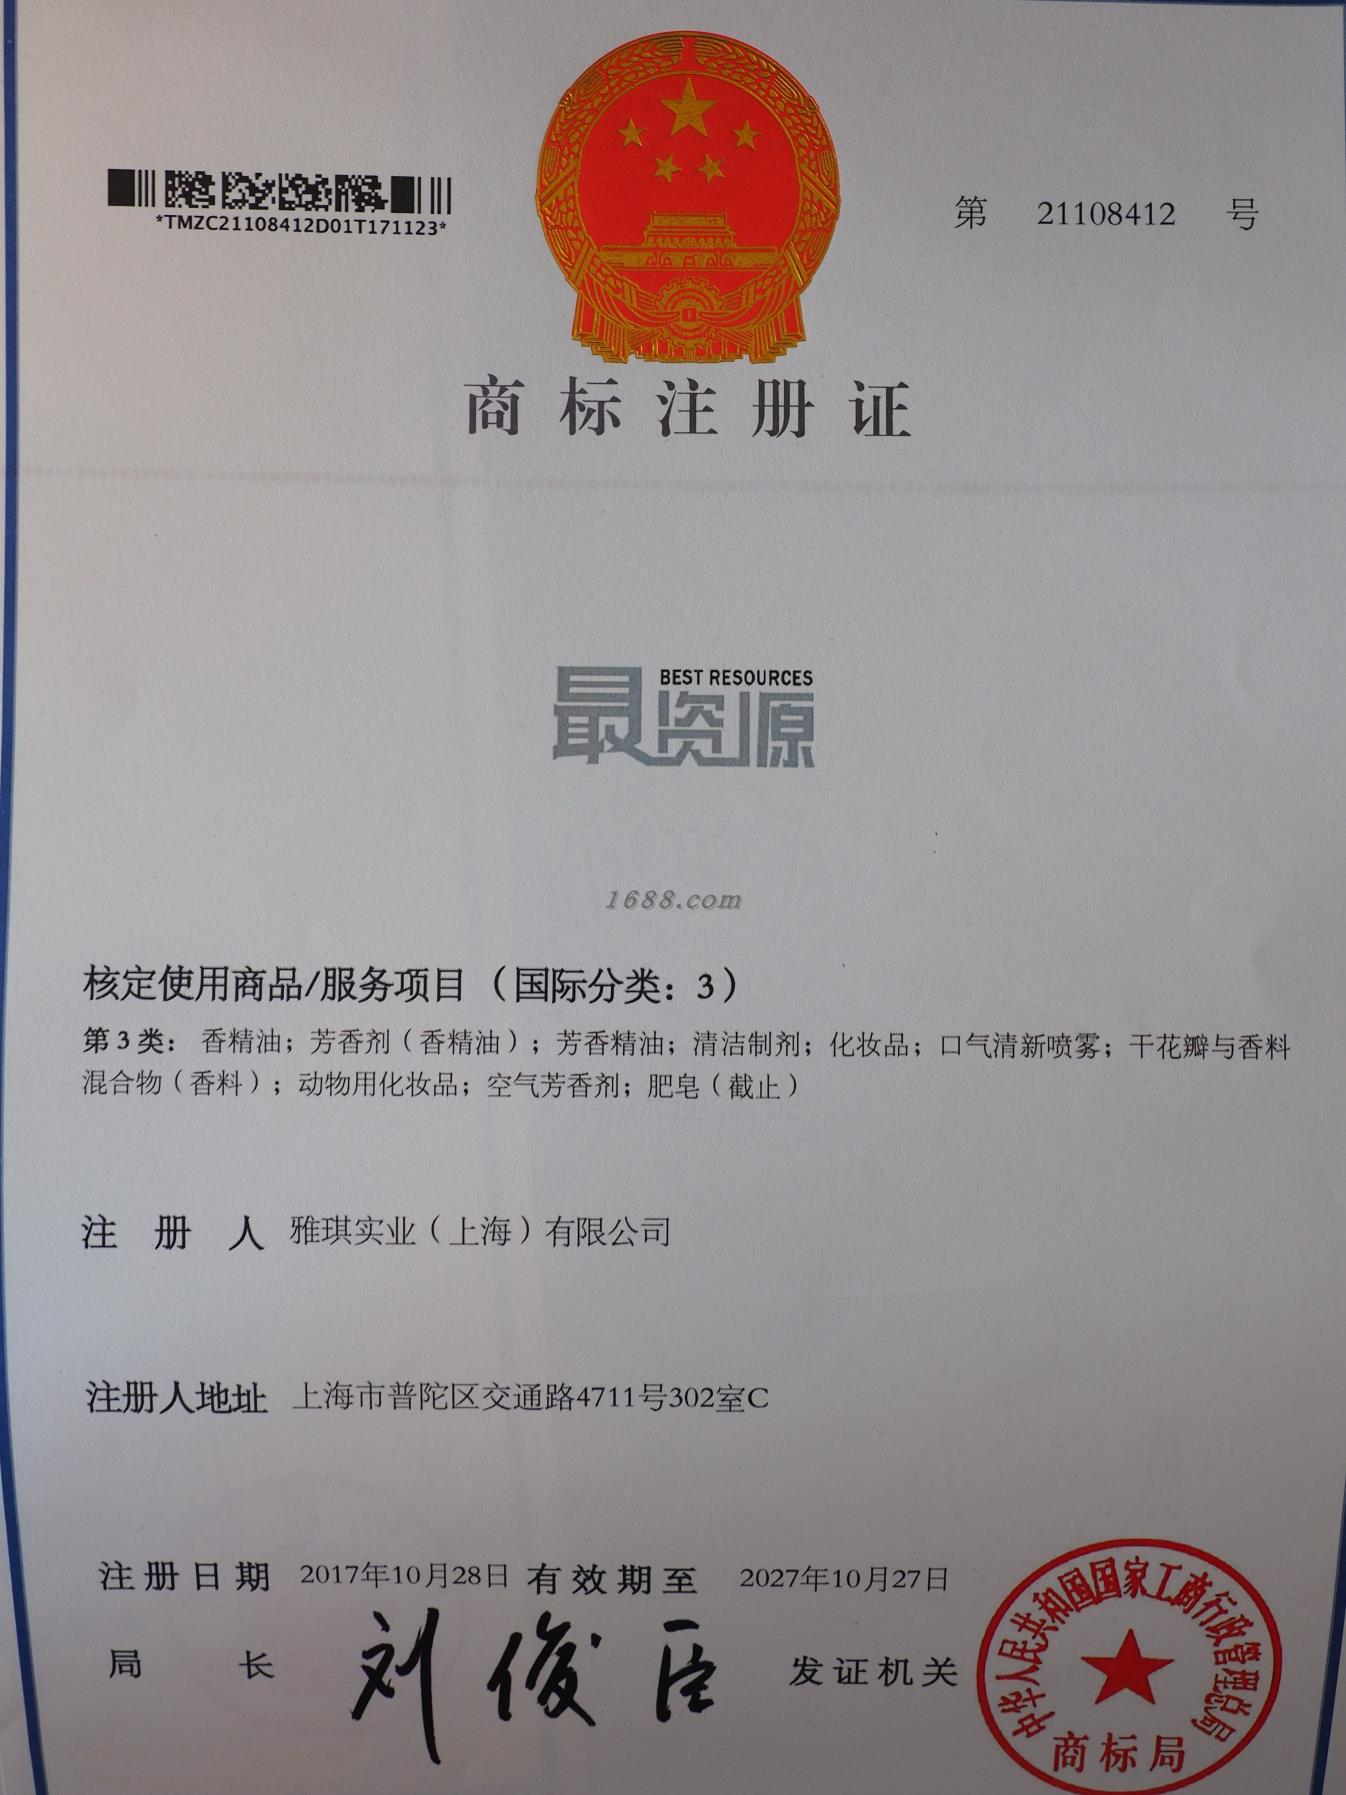 *TMZC21108412D01T171123*
第 21108412 号
商标注册证
BEST RESOURCES
最资源
1688.com
核定使用商品/服务项目（国际分类：3）
第3类：香精油；芳香剂（香精油）；芳香精油；清洁制剂；化妆品；口气清新喷雾；干花瓣与香料
混合物（香料）；动物用化妆品；空气芳香剂；肥皂（截止）
注册人 雅琪实业（上海）有限公司
注册人地址 上海市普陀区交通路4711号302室C
注册日期 2017年10月28日 有效期至 2027年10月27日
局长 刘俊臣 发证机关
中华人民共和国国家工商行政管理总局
商标局